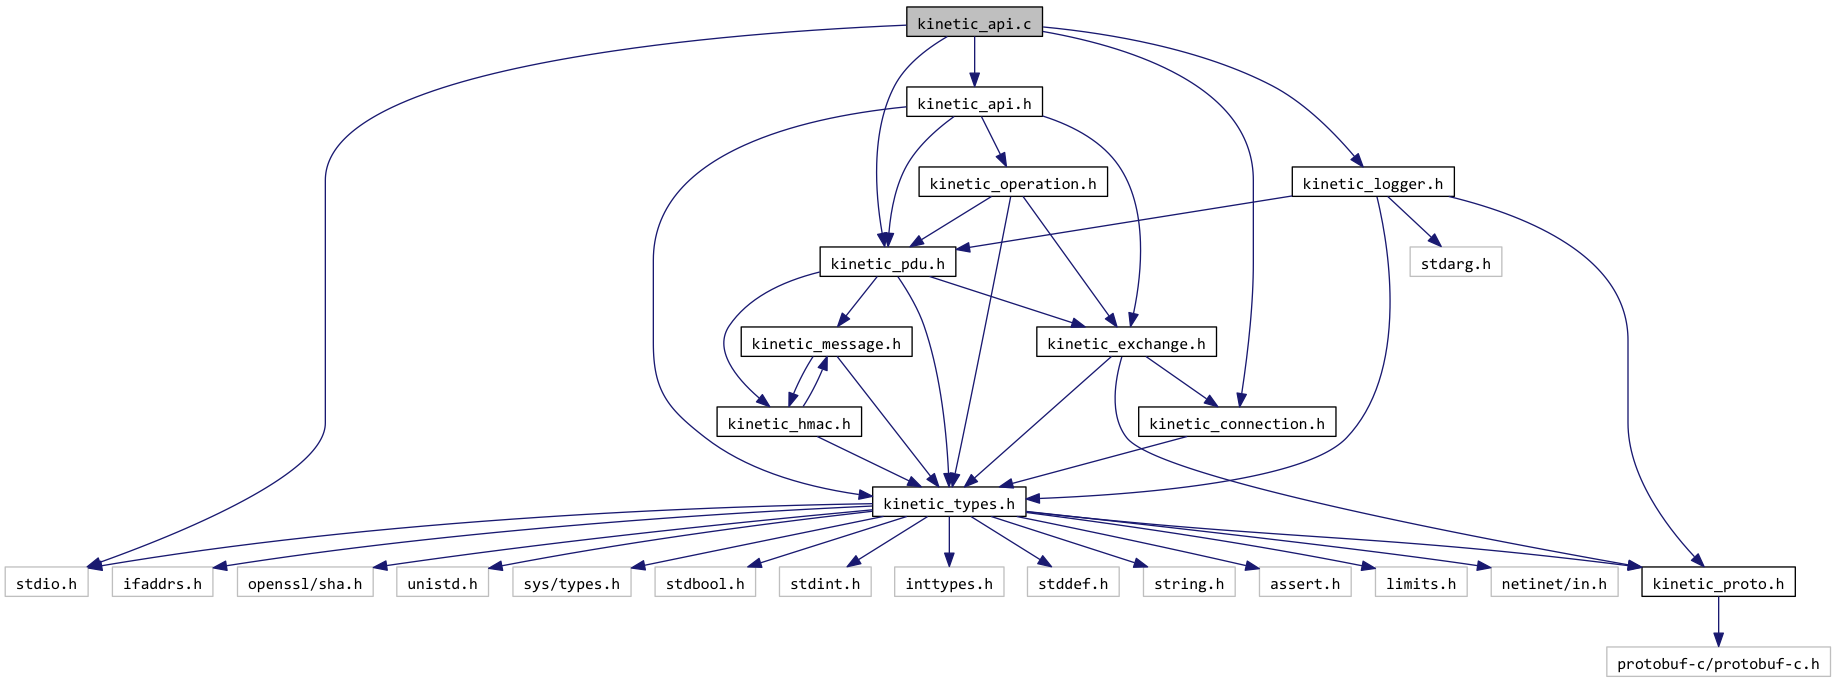 kinetic_api.c
kinetic_api.h
kinetic_operation.h
kinetic_logger.h
kinetic_pdu.h
stdarg.h
kinetic_message.h
kinetic_exchange.h
kinetic_hmac.h
kinetic_connection.h
kinetic_types.h
stdio.h
ifaddrs.h
openssl/sha.h
unistd.h
sys/types.h
stdbool.h
stdint.h
inttypes.h
stddef.h
string.h
assert.h
limits.h
netinet/in.h
kinetic_proto.h
protobuf-c/protobuf-c.h